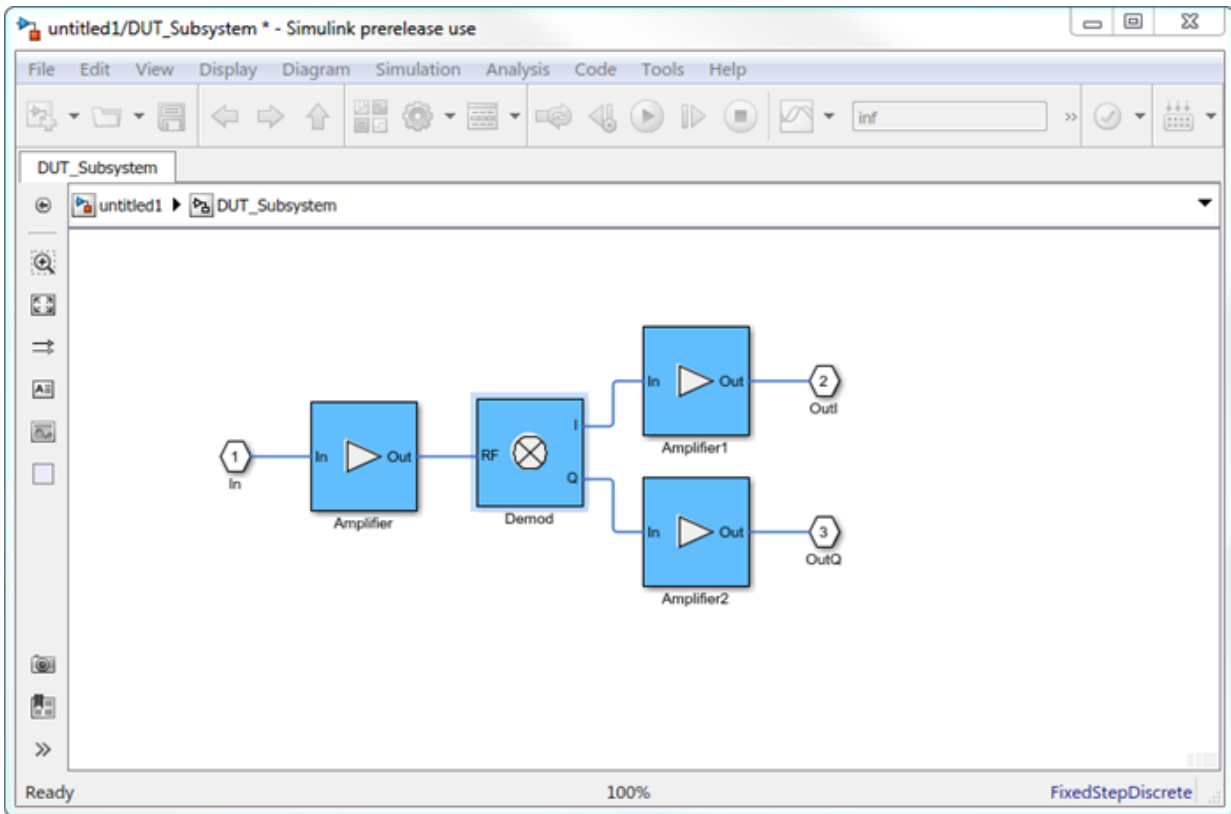 untitled1/DUT_Subsystem * - Simulink prerelease use
File Edit View Display Diagram Simulation Analysis Code Tools Help
inf
DUT_Subsystem
untitled1 DUT_Subsystem
In Out
Amplifier1
2
OutI
1
In
In Out
Amplifier
RF I Q
Demod
In Out
Amplifier2
3
OutQ
Ready 100% FixedStepDiscrete